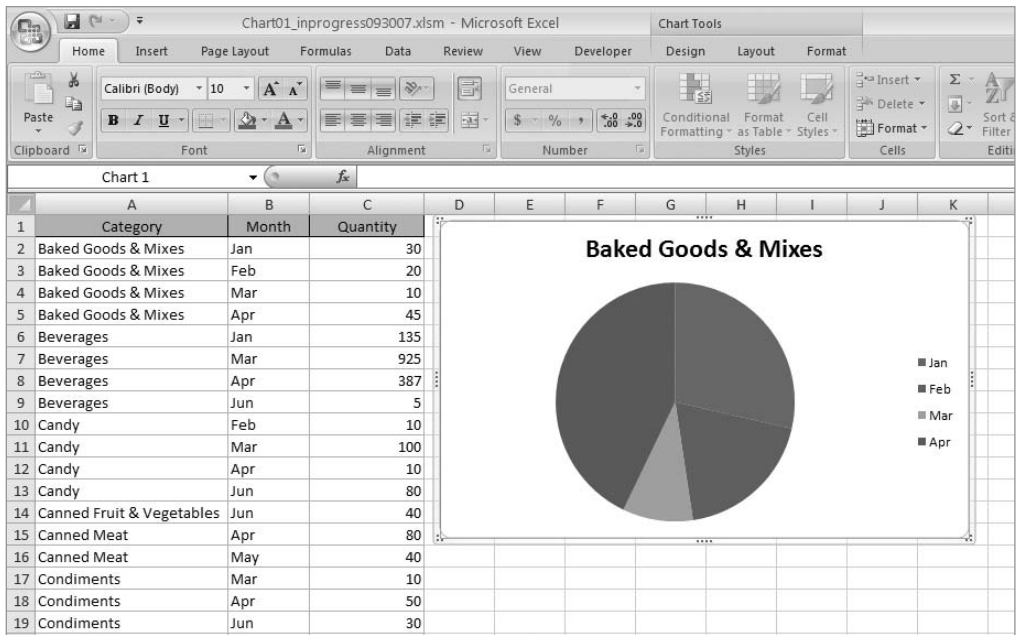 Chart01_inprogress093007.xlsm - Microsoft Excel Chart Tools
Home Insert Page Layout Formulas Data Review View Developer Design Layout Format
Calibri (Body) 10 A A General Insert Σ
Paste B I U A $ % , .00 Conditional Formatting Format as Table Cell Styles Delete Format Sort & Filter
Clipboard Font Alignment Number Styles Cells Editi
Chart 1 fx
A B C D E F G H I J K
1 Category Month Quantity
2 Baked Goods & Mixes Jan 30
3 Baked Goods & Mixes Feb 20
4 Baked Goods & Mixes Mar 10
5 Baked Goods & Mixes Apr 45
6 Beverages Jan 135
7 Beverages Mar 925
8 Beverages Apr 387
9 Beverages Jun 5
10 Candy Feb 10
11 Candy Mar 100
12 Candy Apr 10
13 Candy Jun 80
14 Canned Fruit & Vegetables Jun 40
15 Canned Meat Apr 80
16 Canned Meat May 40
17 Condiments Mar 10
18 Condiments Apr 50
19 Condiments Jun 30
Baked Goods & Mixes
Jan
Feb
Mar
Apr